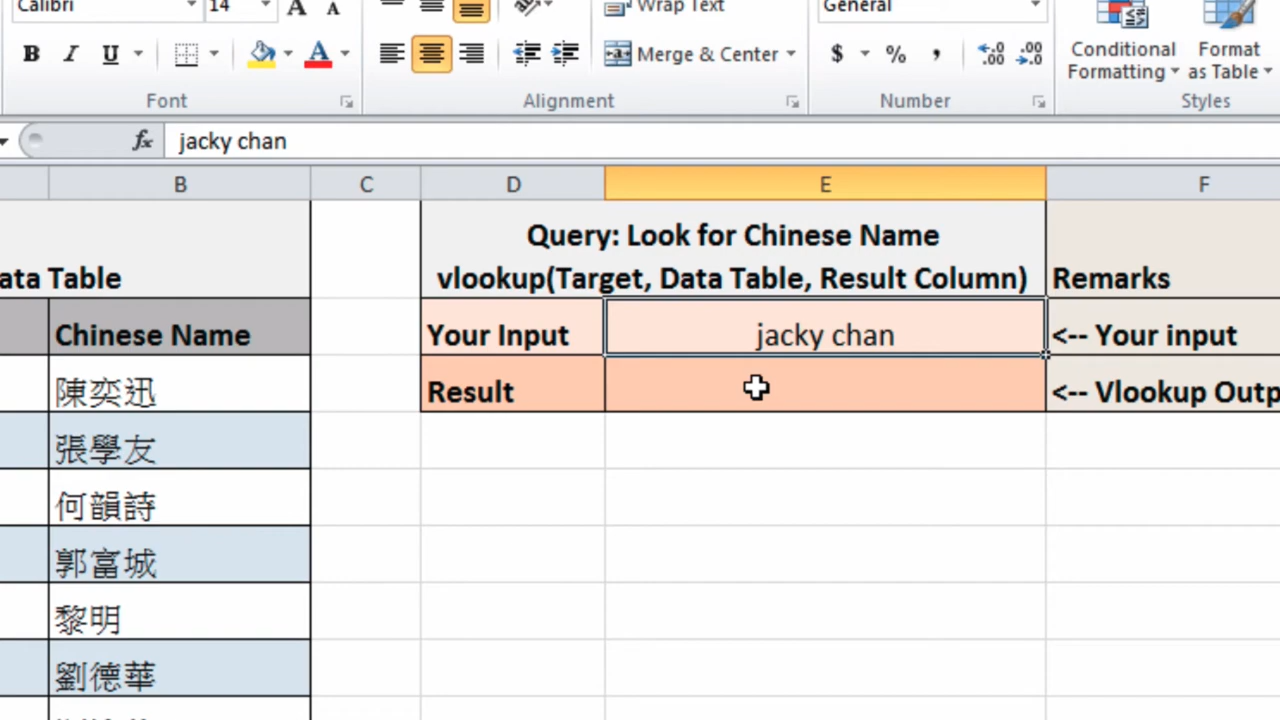 Calibri
14
A A
Wrap Text
General
B I U
A
Merge & Center
$ % ,
Conditional
Formatting
Format
as Table
Font
Alignment
Number
Styles
fx jacky chan
B C D E F
ata Table
Query: Look for Chinese Name
vlookup(Target, Data Table, Result Column)
Remarks
Chinese Name
Your Input
jacky chan
<-- Your input
陳奕迅
Result
<-- Vlookup Outp
張學友
何韻詩
郭富城
黎明
劉德華